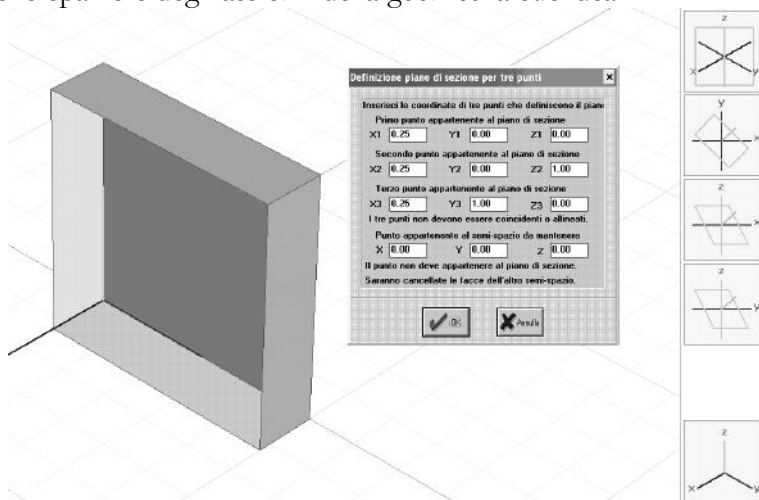 Definizione piano di sezione per tre punti
Inserisci le coordinate di tre punti che definiscono il piano
Primo punto appartenente al piano di sezione
X1 0.25 Y1 0.00 Z1 0.00
Secondo punto appartenente al piano di sezione
X2 0.25 Y2 0.00 Z2 1.00
Terzo punto appartenente al piano di sezione
X3 0.25 Y3 1.00 Z3 0.00
I tre punti non devono essere coincidenti o allineati.
Punto appartenente al semi-spazio da mantenere
X 0.00 Y 0.00 Z 0.00
Il punto non deve appartenere al piano di sezione.
Saranno cancellate le facce dell'altro semi-spazio.
OK Annulla
z
x y
y
x
z
x
z
y
z
x y